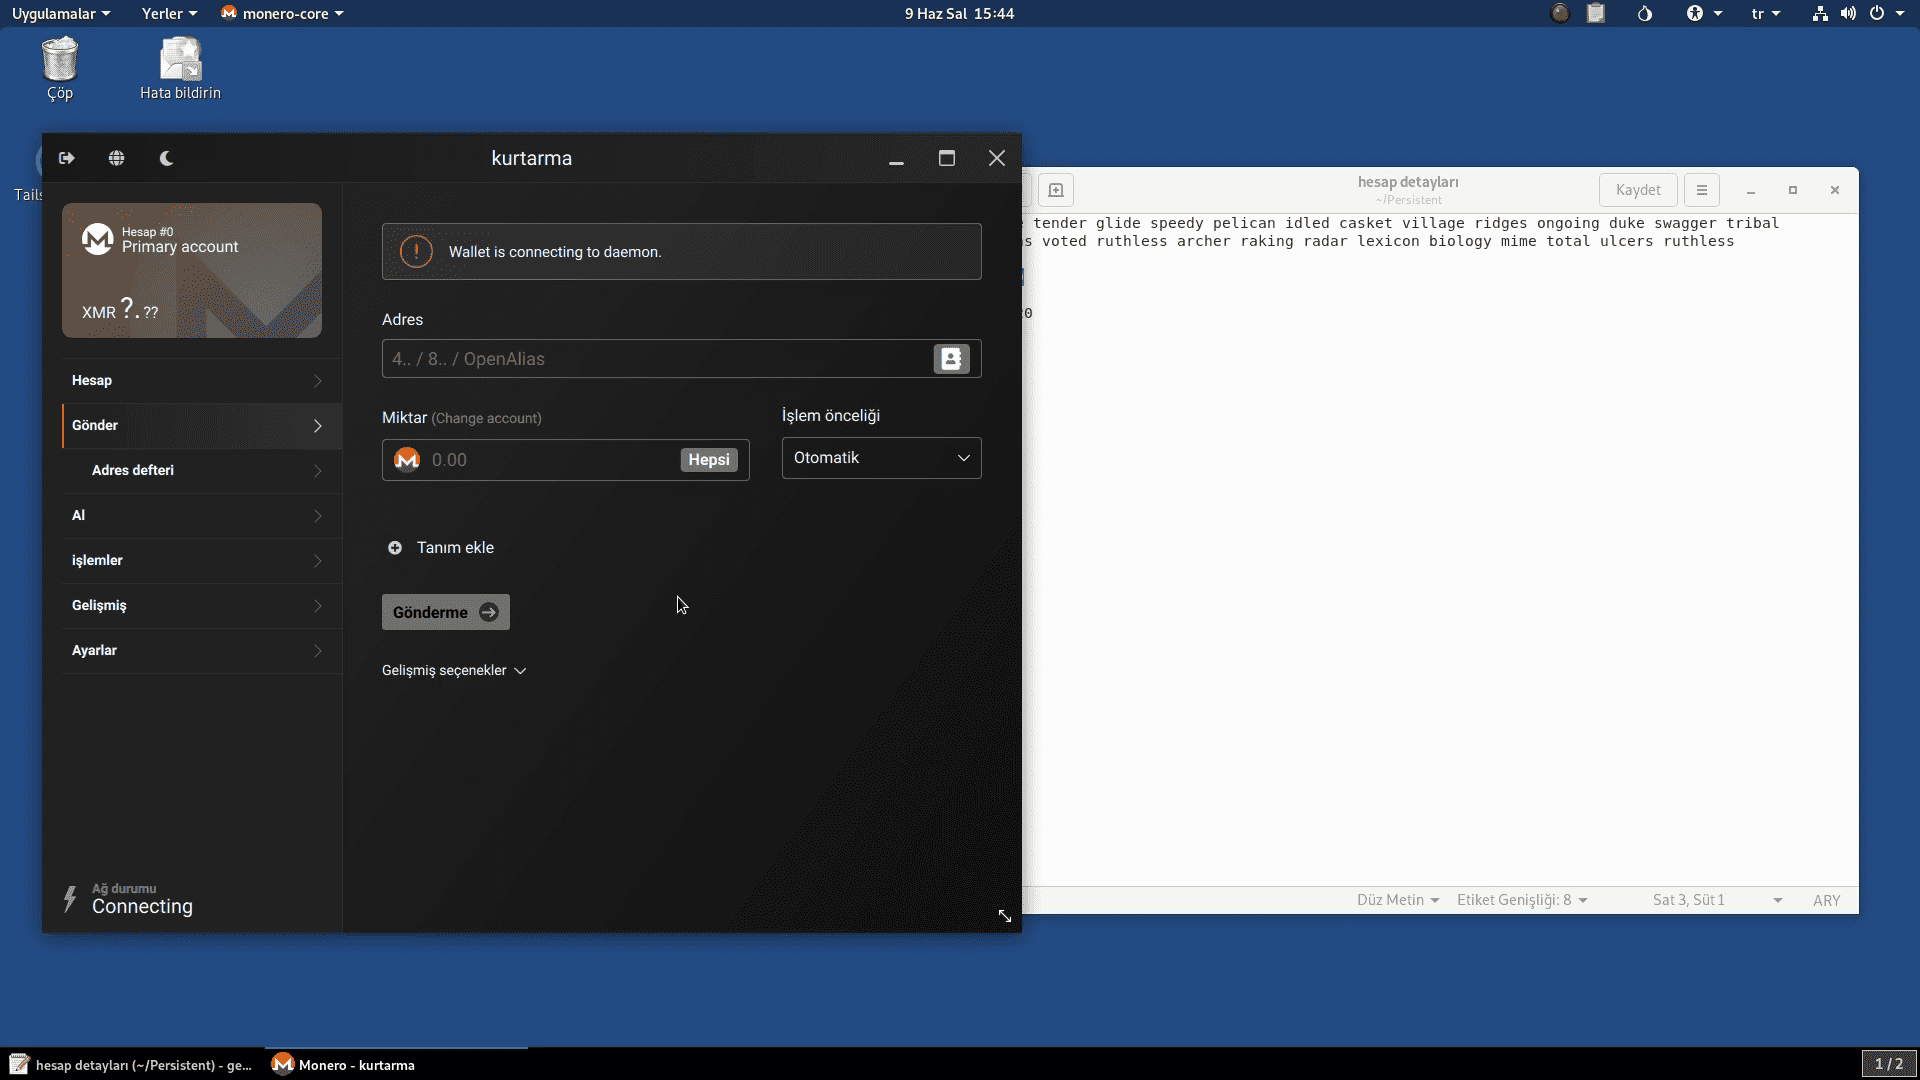 Uygulamalar
Yerler
monero-core
9 Haz Sal 15:44
tr
Çöp
Hata bildirin
Tails
kurtarma
Hesap #0
Primary account
XMR ?.??
Hesap
Gönder
Adres defteri
Al
işlemler
Gelişmiş
Ayarlar
Ağ durumu
Connecting
Wallet is connecting to daemon.
Adres
4.. / 8.. / OpenAlias
Miktar (Change account)
0.00
Hepsi
İşlem önceliği
Otomatik
Tanım ekle
Gönderme
Gelişmiş seçenekler
hesap detayları
~/Persistent
Kaydet
tender glide speedy pelican idled casket village ridges ongoing duke swagger tribal
voted ruthless archer raking radar lexicon biology mime total ulcers ruthless
Düz Metin
Etiket Genişliği: 8
Sat 3, Süt 1
ARY
hesap detayları (~/Persistent) - ge...
Monero - kurtarma
1 / 2